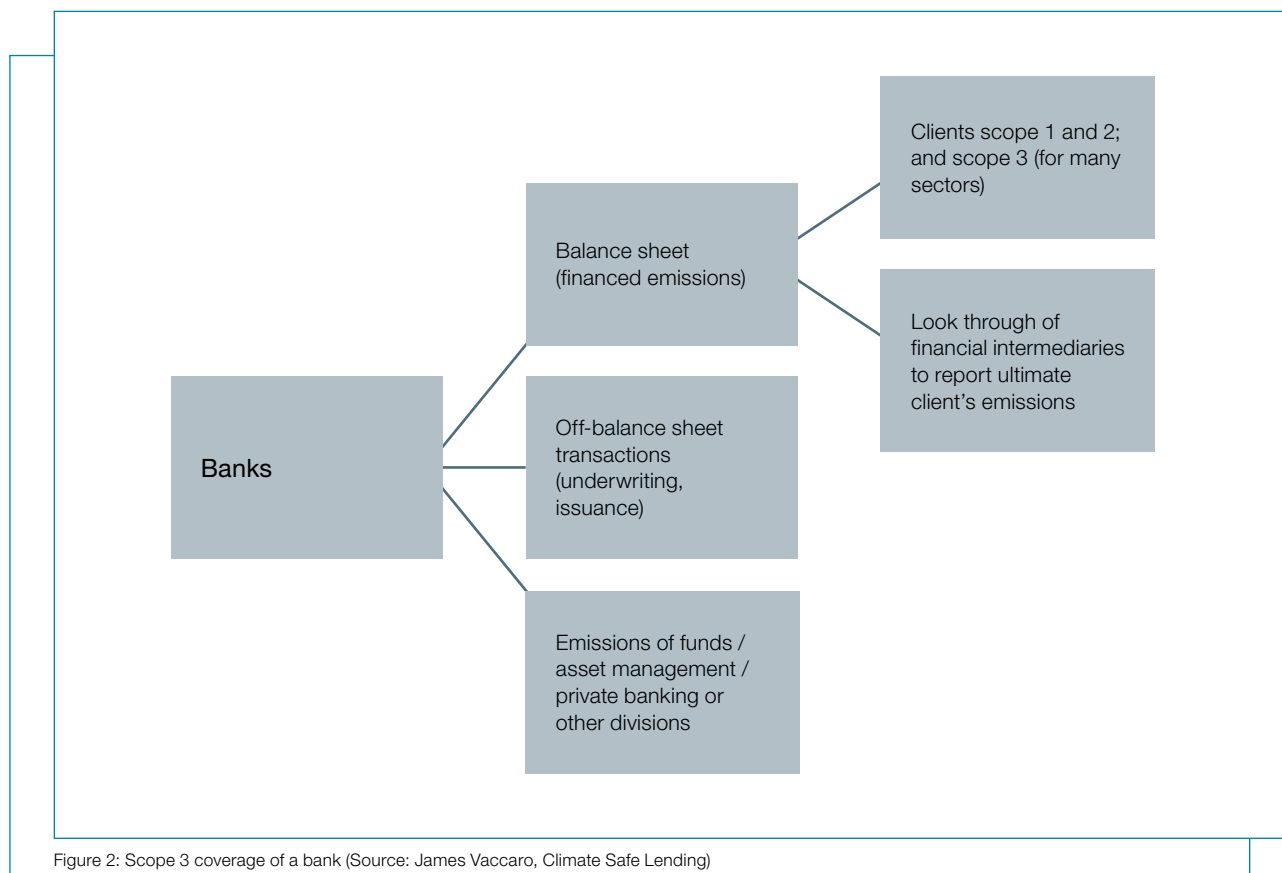 Clients scope 1 and 2;
and scope 3 (for many
sectors)
Balance sheet
(financed emissions)
Look through of
financial intermediaries
to report ultimate
client's emissions
Banks
Off-balance sheet
transactions
(underwriting,
issuance)
Emissions of funds /
asset management /
private banking or
other divisions
Figure 2: Scope 3 coverage of a bank (Source: James Vaccaro, Climate Safe Lending)